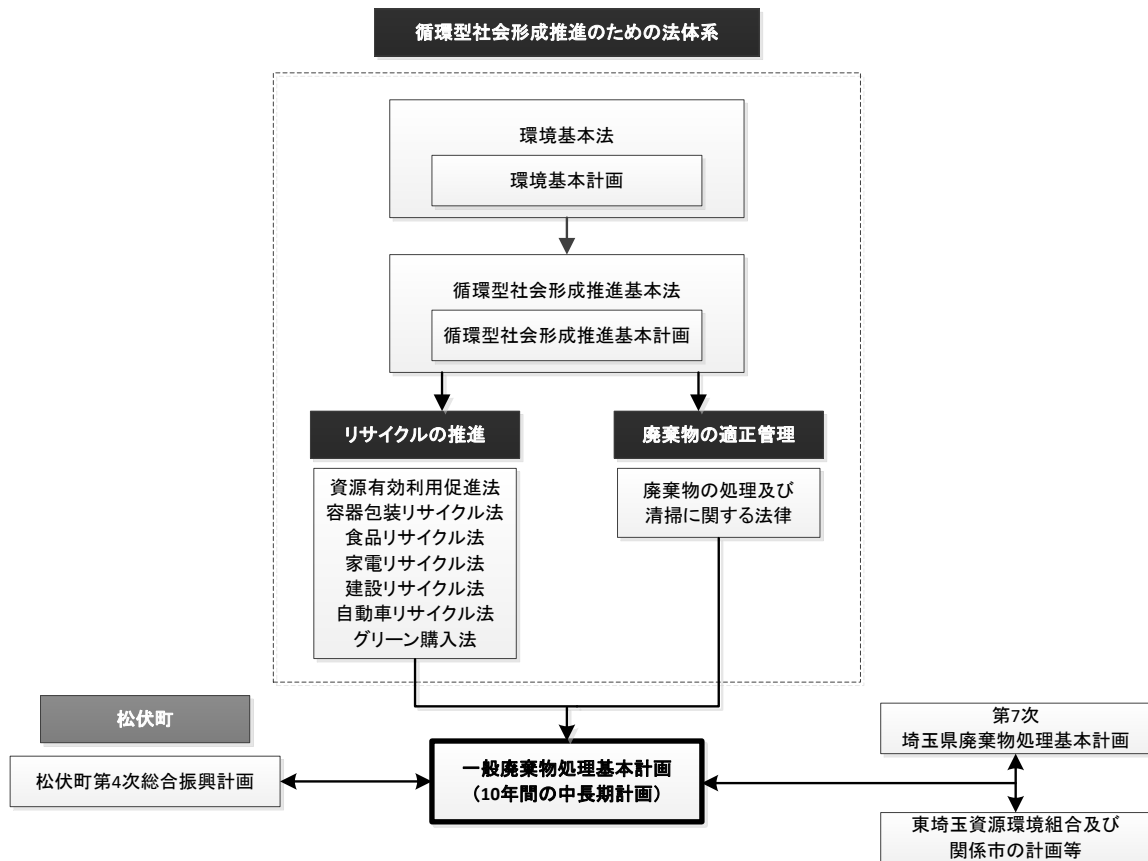 循環型社会形成推進のための法体系
環境基本法
環境基本計画
循環型社会形成推進基本法
循環型社会形成推進基本計画
リサイクルの推進
廃棄物の適正管理
資源有効利用促進法
容器包装リサイクル法
食品リサイクル法
家電リサイクル法
建設リサイクル法
自動車リサイクル法
グリーン購入法
廃棄物の処理及び
清掃に関する法律
松伏町
松伏町第4次総合振興計画
一般廃棄物処理基本計画
（10年間の中長期計画）
第7次
埼玉県廃棄物処理基本計画
東埼玉資源環境組合及び
関係市の計画等